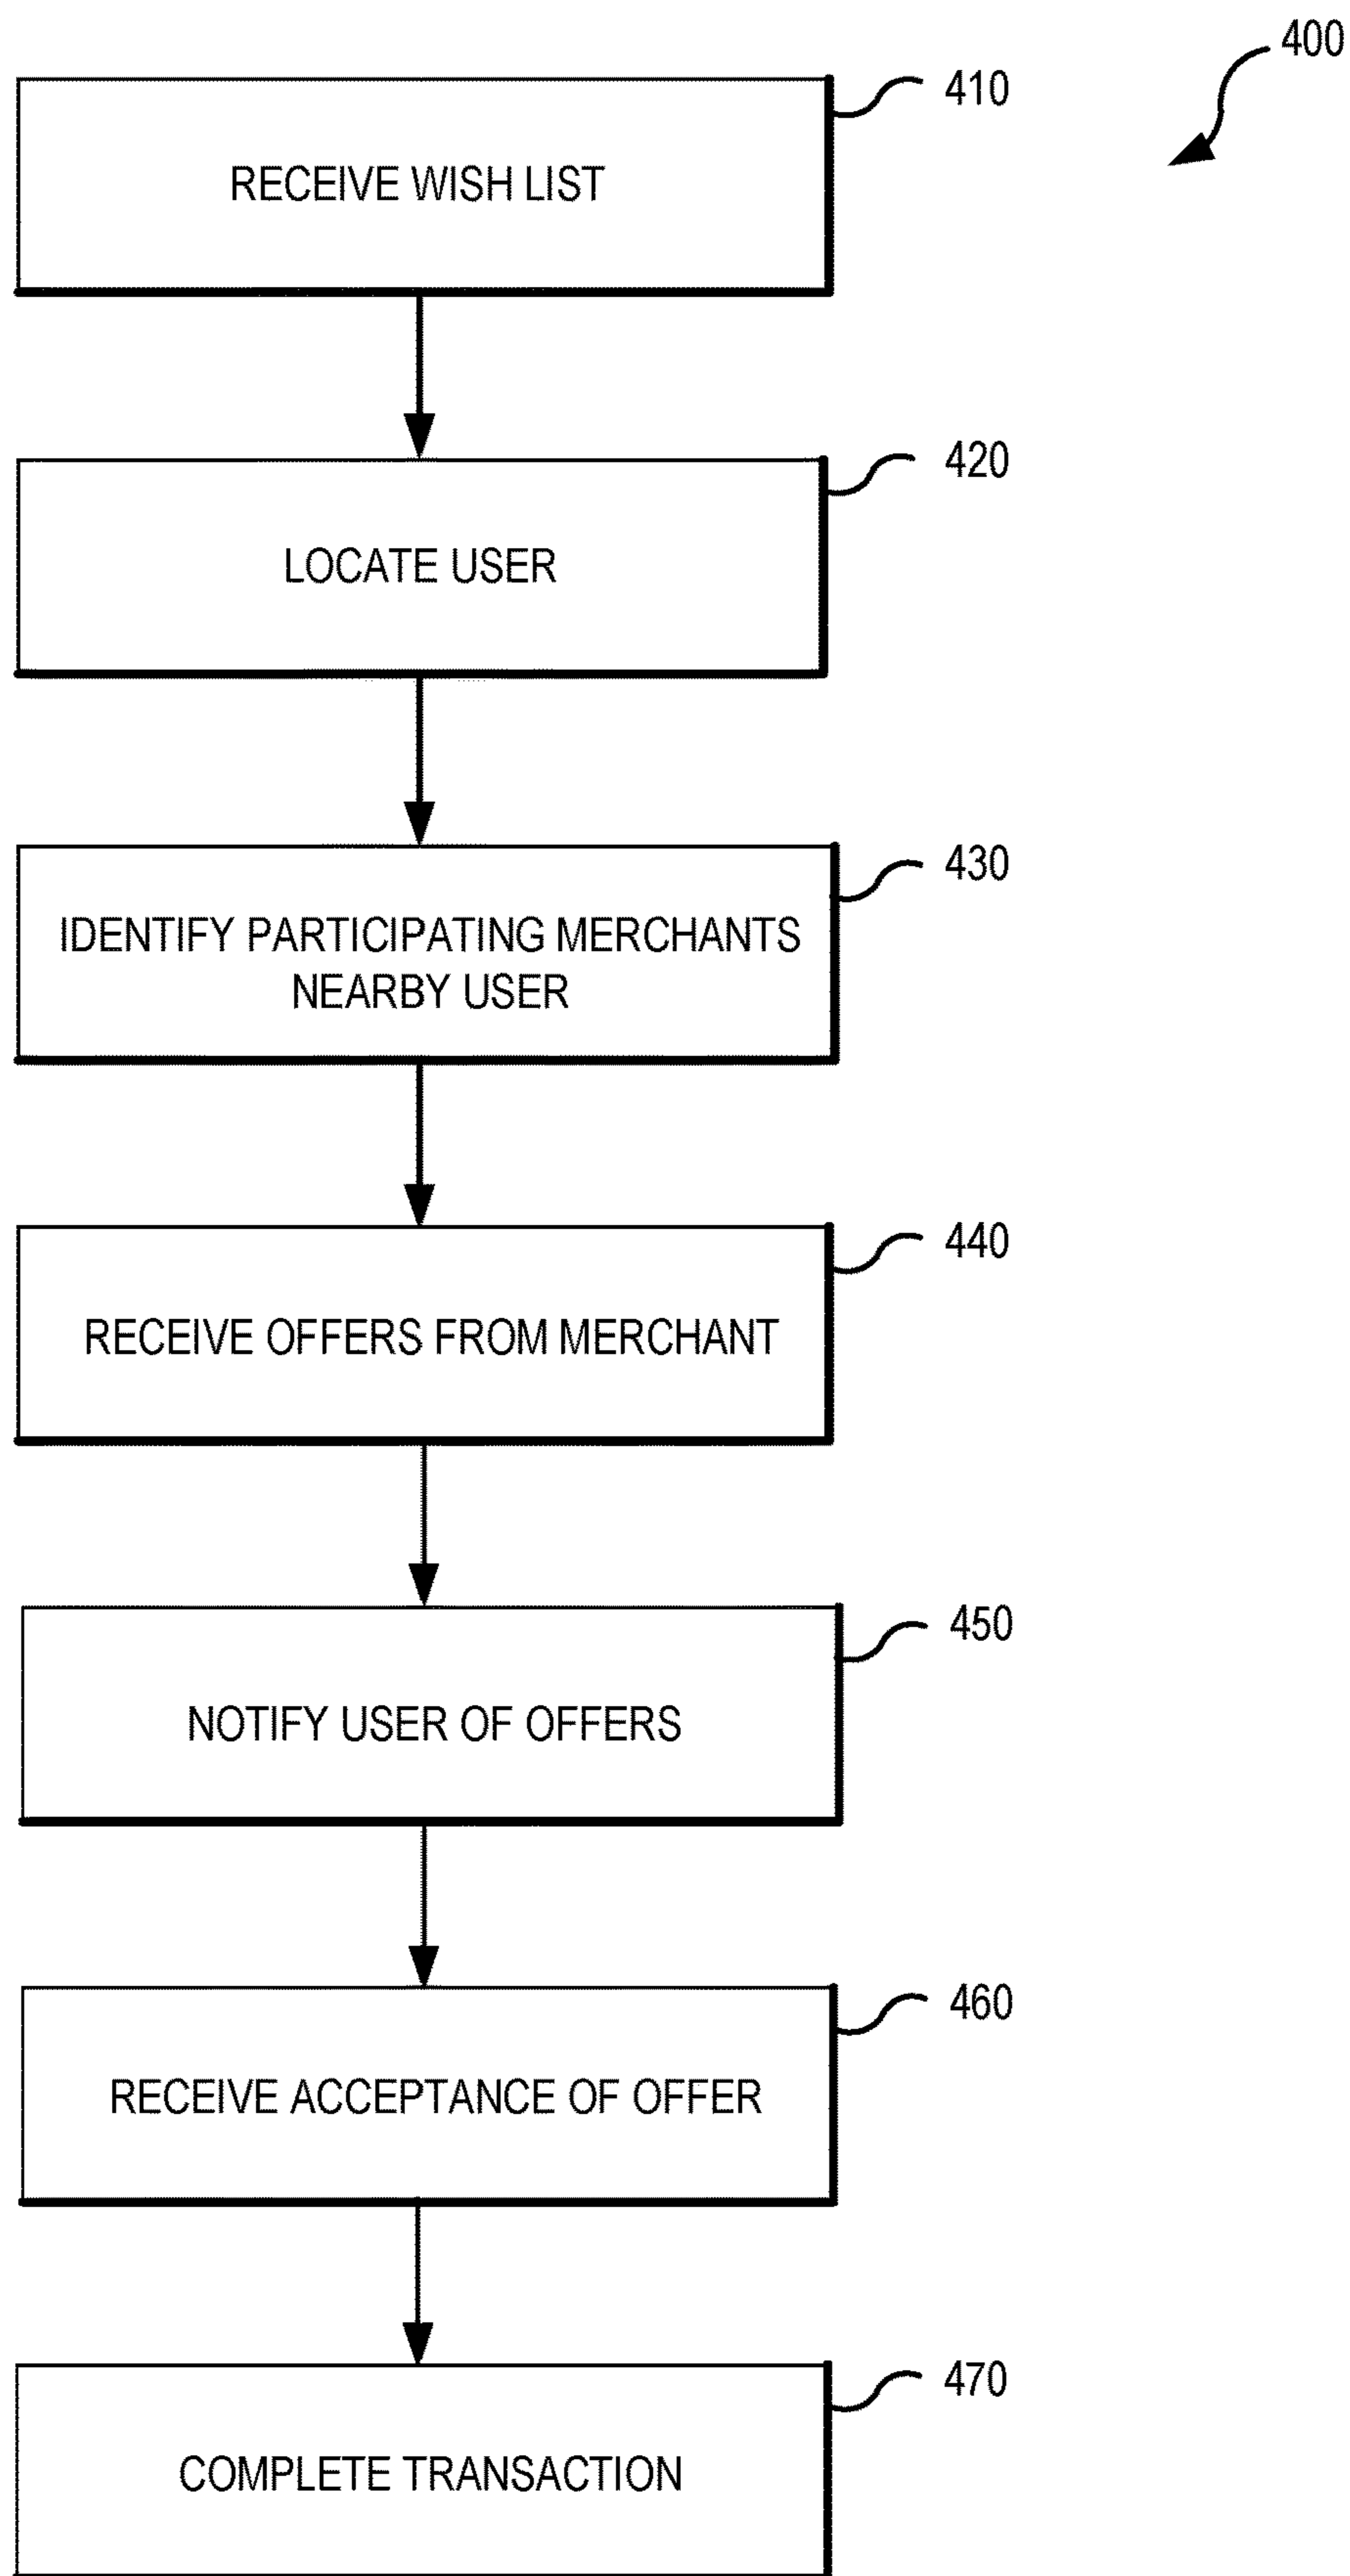 400
410
RECEIVE WISH LIST
420
LOCATE USER
430
IDENTIFY PARTICIPATING MERCHANTS
NEARBY USER
440
RECEIVE OFFERS FROM MERCHANT
450
NOTIFY USER OF OFFERS
460
RECEIVE ACCEPTANCE OF OFFER
470
COMPLETE TRANSACTION